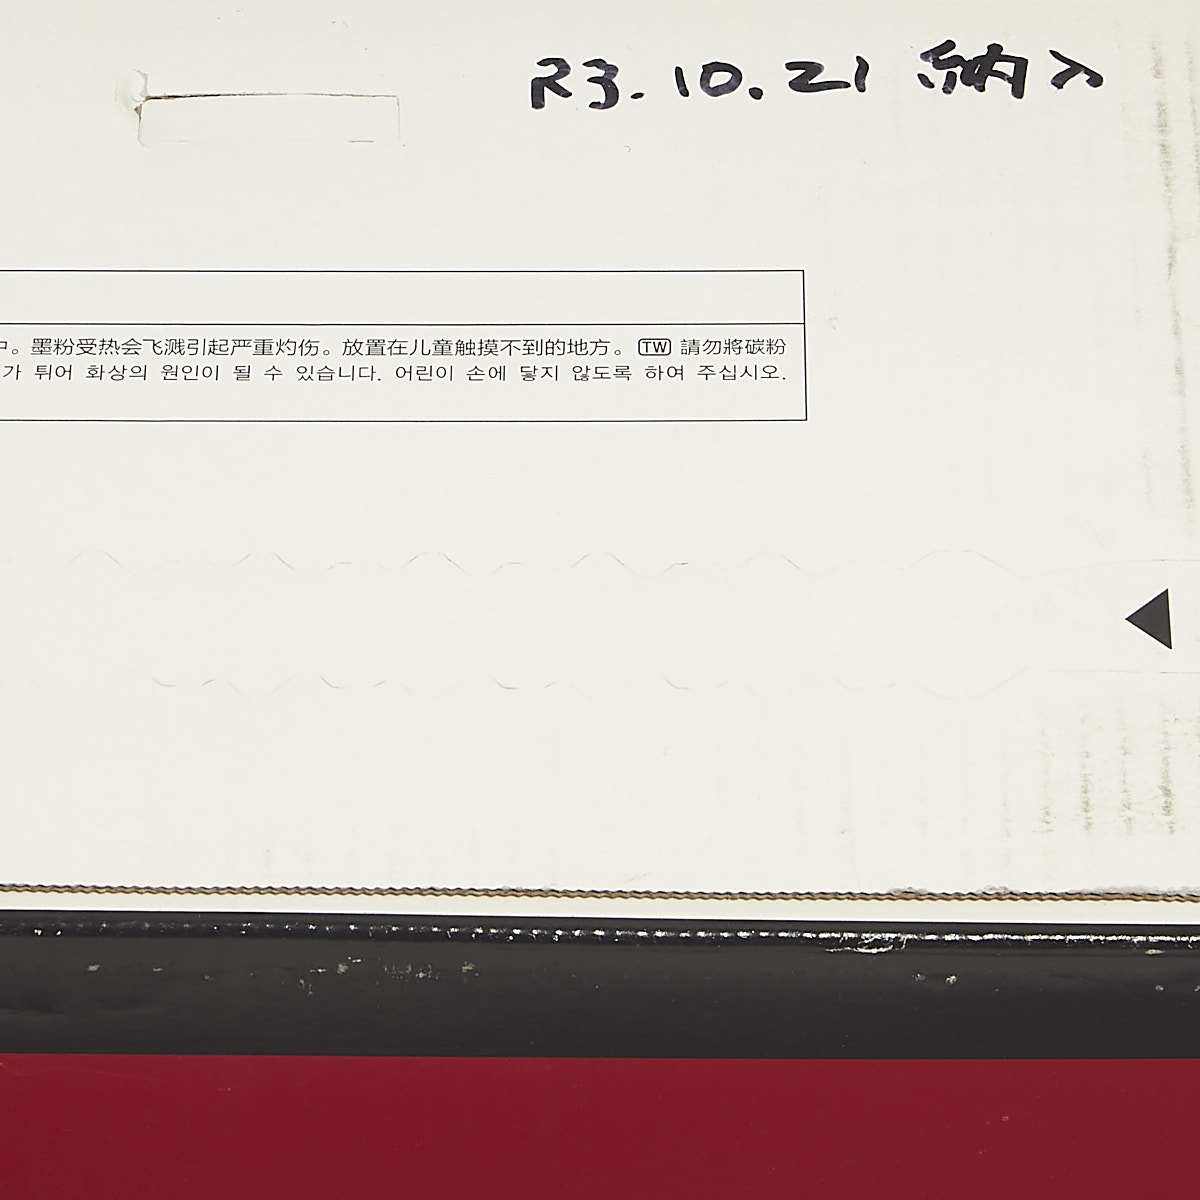 R3.10.21 納入
。墨粉受热会飞溅引起严重灼伤。放置在儿童触摸不到的地方。 TW 請勿將碳粉
가 튀어 화상의 원인이 될 수 있습니다. 어린이 손에 닿지 않도록 하여 주십시오.